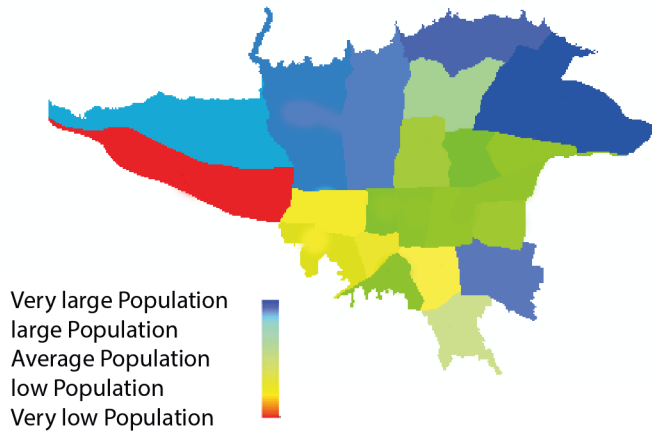 Very large Population
large Population
Average Population
low Population
Very low Population